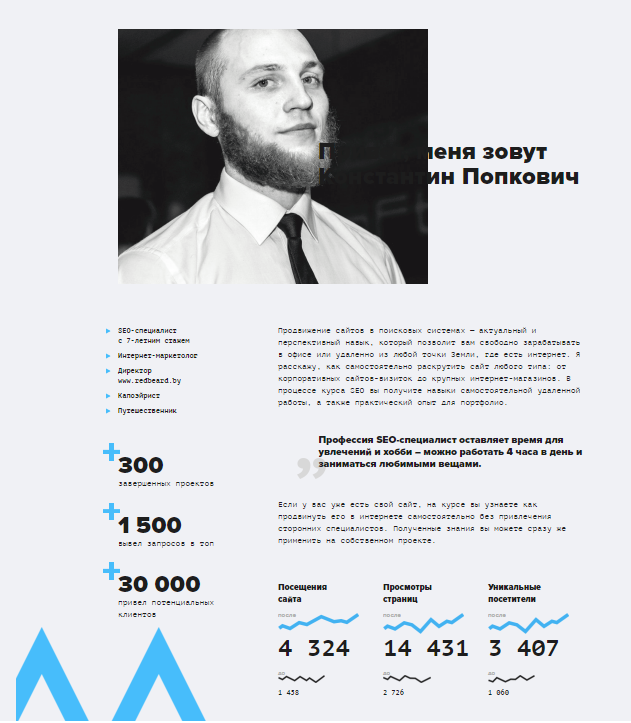 меня зовут
Константин Попкович
SEO-специалист
с 7-летним стажем
Интернет-маркетолог
Директор
www.redbeard.by
Капоэйрист
Путешественник
Продвижение сайтов в поисковых системах — актуальный и
перспективный навык, который позволит вам свободно зарабатывать
в офисе или удаленно из любой точки Земли, где есть интернет. Я
расскажу, как самостоятельно раскрутить сайт любого типа: от
корпоративных сайтов-визиток до крупных интернет-магазинов. В
процессе курса SEO вы получите навыки самостоятельной удаленной
работы, а также практический опыт для портфолио.
Профессия SEO-специалист оставляет время для
увлечений и хобби – можно работать 4 часа в день и
заниматься любимыми вещами.
+300
завершенных проектов
+1 500
вывел запросов в топ
+30 000
привел потенциальных
клиентов
Если у вас уже есть свой сайт, на курсе вы узнаете как
продвинуть его в интернете самостоятельно без привлечения
сторонних специалистов. Полученные знания вы можете сразу же
применить на собственном проекте.
Посещения
сайта
после
4 324
до
1 438
Просмотры
страниц
после
14 431
до
2 726
Уникальные
посетители
после
3 407
до
1 060